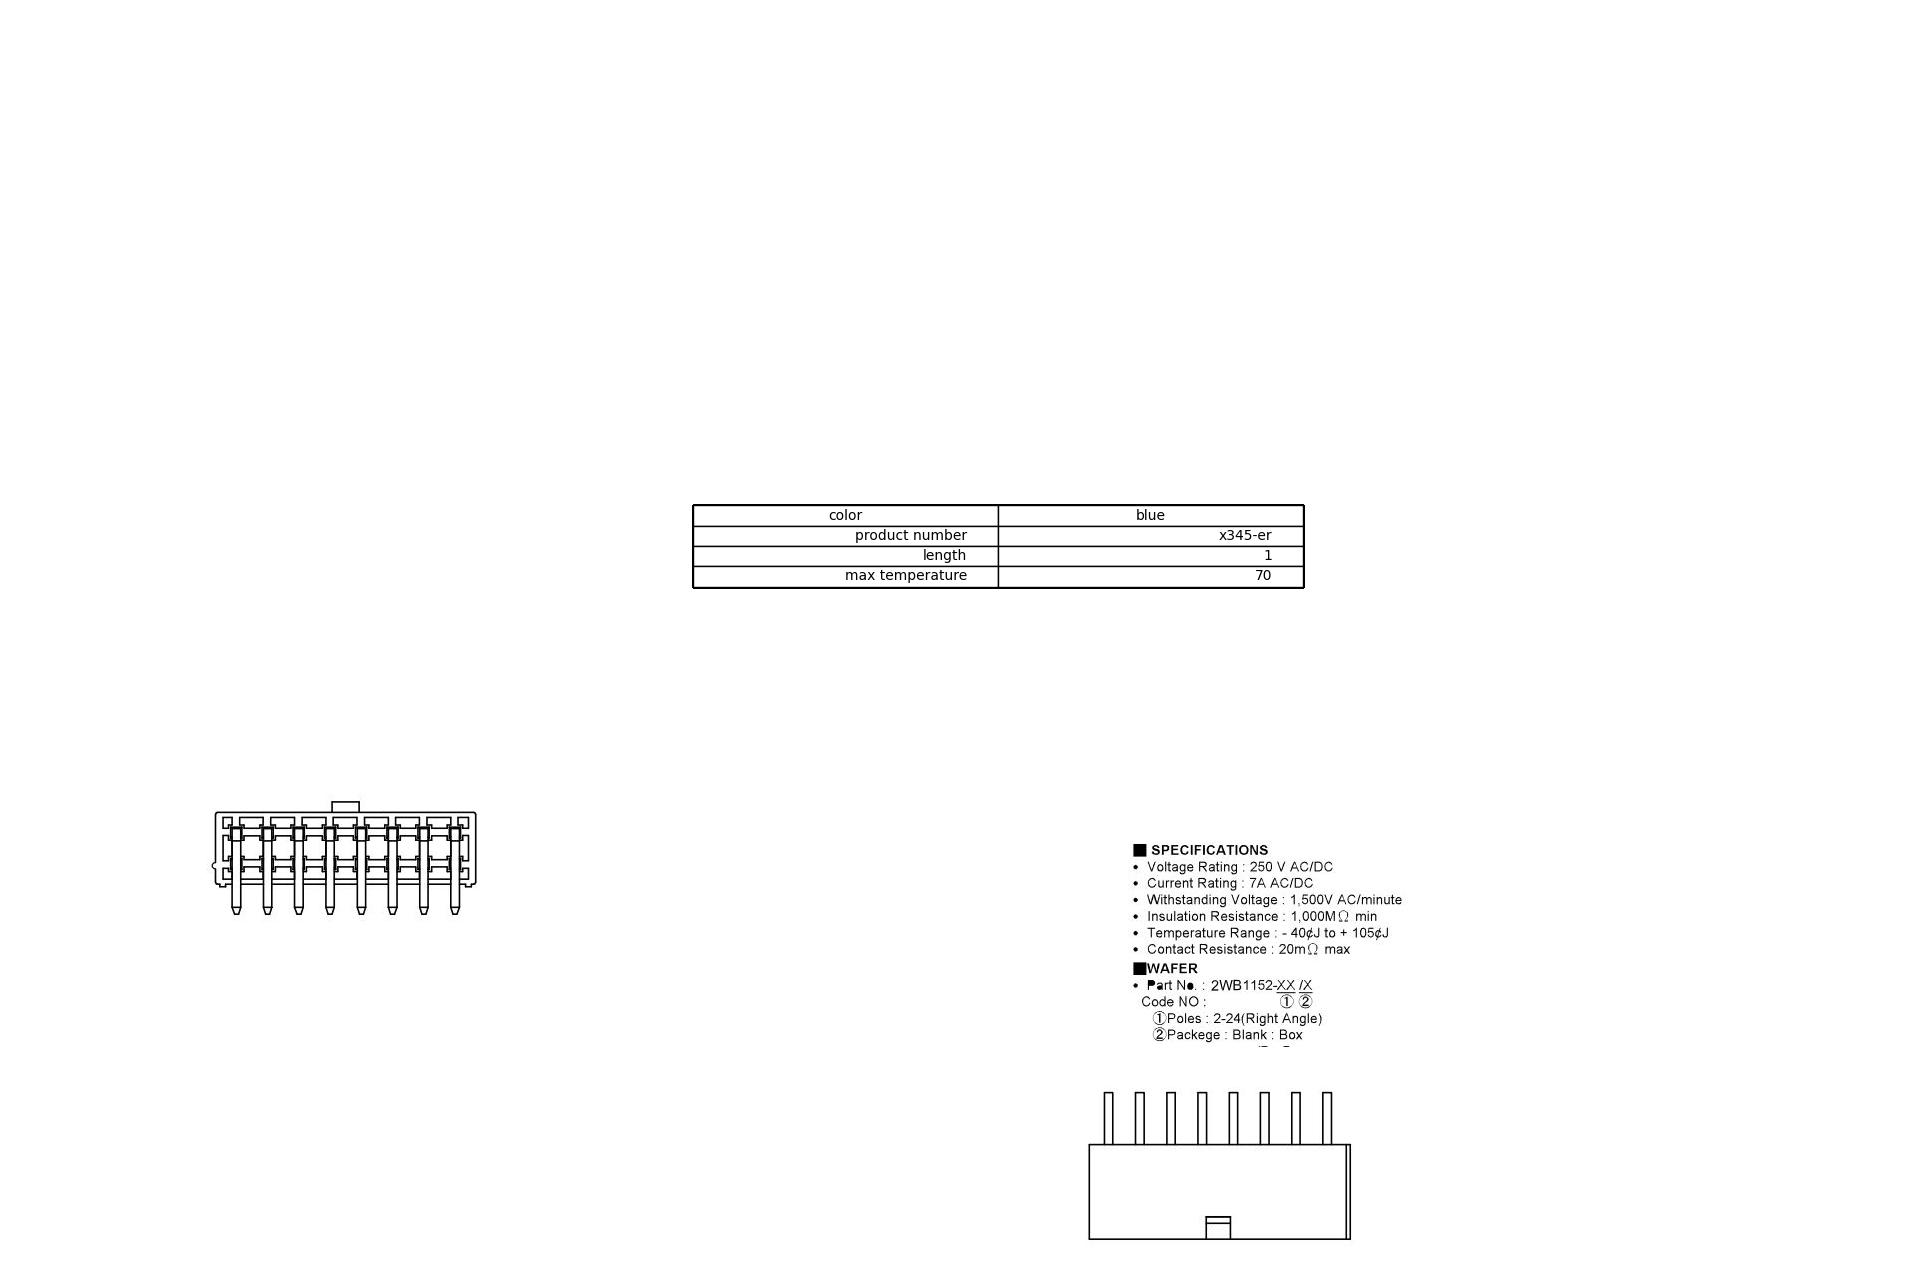 color blue
product number x345-er
length 1
max temperature 70
■ SPECIFICATIONS
• Voltage Rating : 250 V AC/DC
• Current Rating : 7A AC/DC
• Withstanding Voltage : 1,500V AC/minute
• Insulation Resistance : 1,000MΩ min
• Temperature Range : - 40¢J to + 105¢J
• Contact Resistance : 20mΩ max
■WAFER
• Part No. : 2WB1152-XX /X
Code NO : ① ②
①Poles : 2-24(Right Angle)
②Packege : Blank : Box